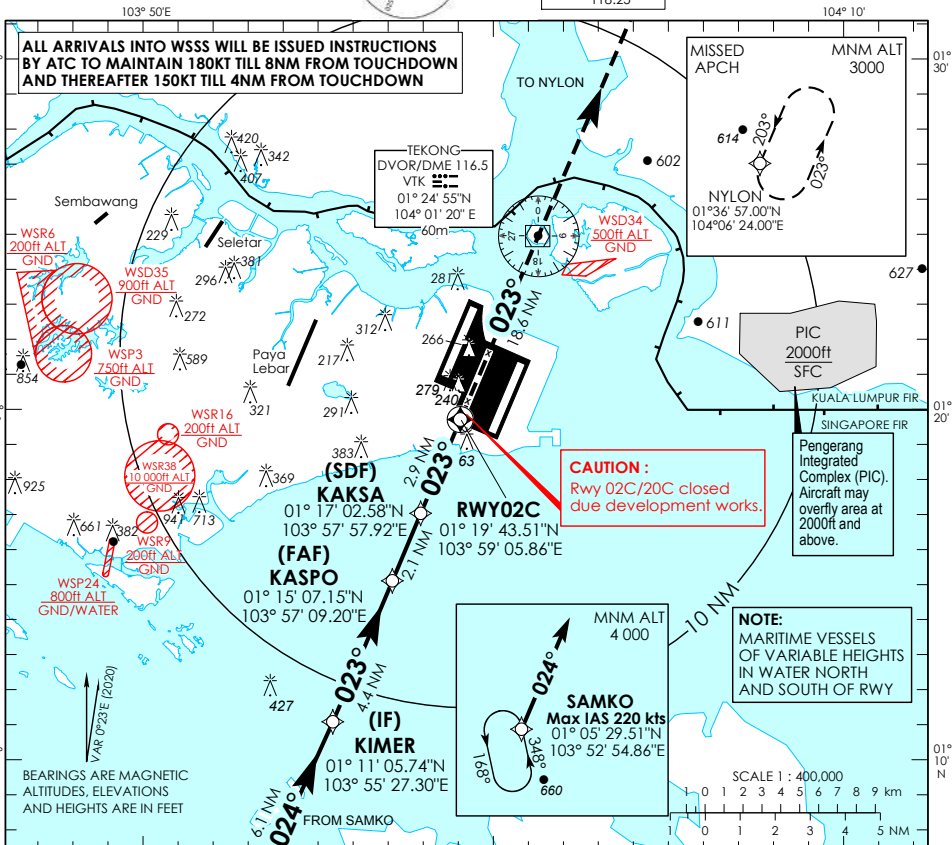 103° 50'E
118.25
104° 10'
ALL ARRIVALS INTO WSSS WILL BE ISSUED INSTRUCTIONS
BY ATC TO MAINTAIN 180KT TILL 8NM FROM TOUCHDOWN
AND THEREAFTER 150KT TILL 4NM FROM TOUCHDOWN
TO NYLON
MISSED
APCH
MNM ALT
3000
614
203°
023°
NYLON
01°36' 57.00"N
104°06' 24.00"E
01°
30'
420
342
407
TEKONG
DVOR/DME 116.5
VTK
01° 24' 55"N
104° 01' 20" E
60m
602
Sembawang
229
Seletar
0
9
18
27
WSD34
500ft ALT
GND
WSR6
200ft ALT
GND
WSD35
900ft ALT
GND
296
381
281
627
272
023°
18.6 NM
312
266
611
WSP3
750ft ALT
GND
589
217
Paya
Lebar
PIC
2000ft
SFC
854
321
291
279
240
KUALA LUMPUR FIR
01°
20'
SINGAPORE FIR
WSR16
200ft ALT
GND
383
63
WSR38
10 000ft ALT
GND
369
925
941
713
(SDF)
KAKSA
01° 17' 02.58"N
103° 57' 57.92"E
2.9 NM
023°
RWY02C
01° 19' 43.51"N
103° 59' 05.86"E
CAUTION :
Rwy 02C/20C closed
due development works.
Pengerang
Integrated
Complex (PIC).
Aircraft may
overfly area at
2000ft and
above.
661
382
WSR9
200ft ALT
GND
WSP24
800ft ALT
GND/WATER
(FAF)
KASPO
01° 15' 07.15"N
103° 57' 09.20"E
2.1 NM
10 NM
427
023°
4.4 NM
(IF)
KIMER
01° 11' 05.74"N
103° 55' 27.30"E
MNM ALT
4 000
024°
SAMKO
Max IAS 220 kts
01° 05' 29.51"N
103° 52' 54.86"E
168°
348°
660
NOTE:
MARITIME VESSELS
OF VARIABLE HEIGHTS
IN WATER NORTH
AND SOUTH OF RWY
VAR 0°23'E (2020)
BEARINGS ARE MAGNETIC
ALTITUDES, ELEVATIONS
AND HEIGHTS ARE IN FEET
6.1 NM
024°
FROM SAMKO
01°
10'
SCALE 1 : 400,000
1 0 1 2 3 4 5 6 7 8 9 km
1 0 1 2 3 4 5 NM